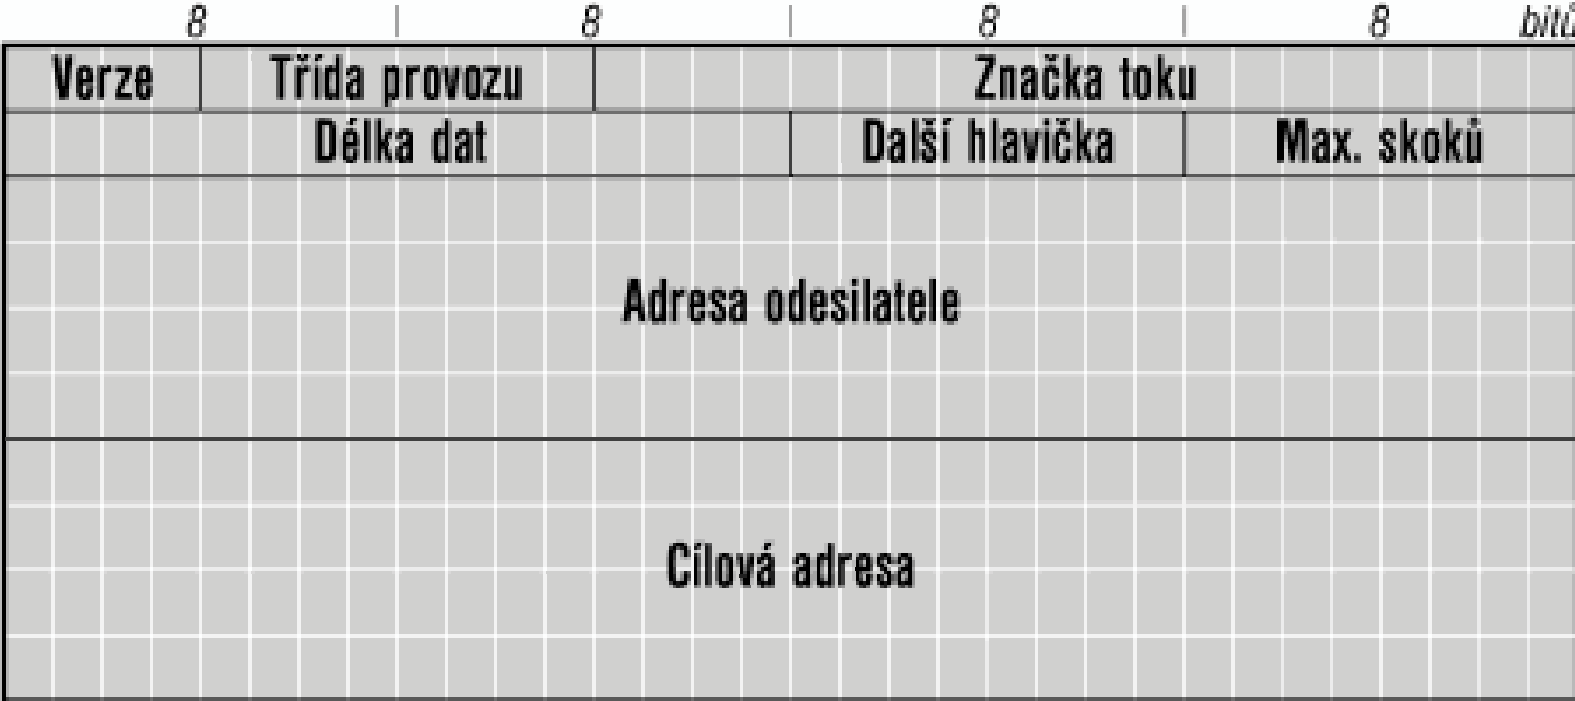 8 8 8 8 bitů
Verze Třída provozu Značka toku
Délka dat Další hlavička Max. skoků
Adresa odesilatele
Cílová adresa